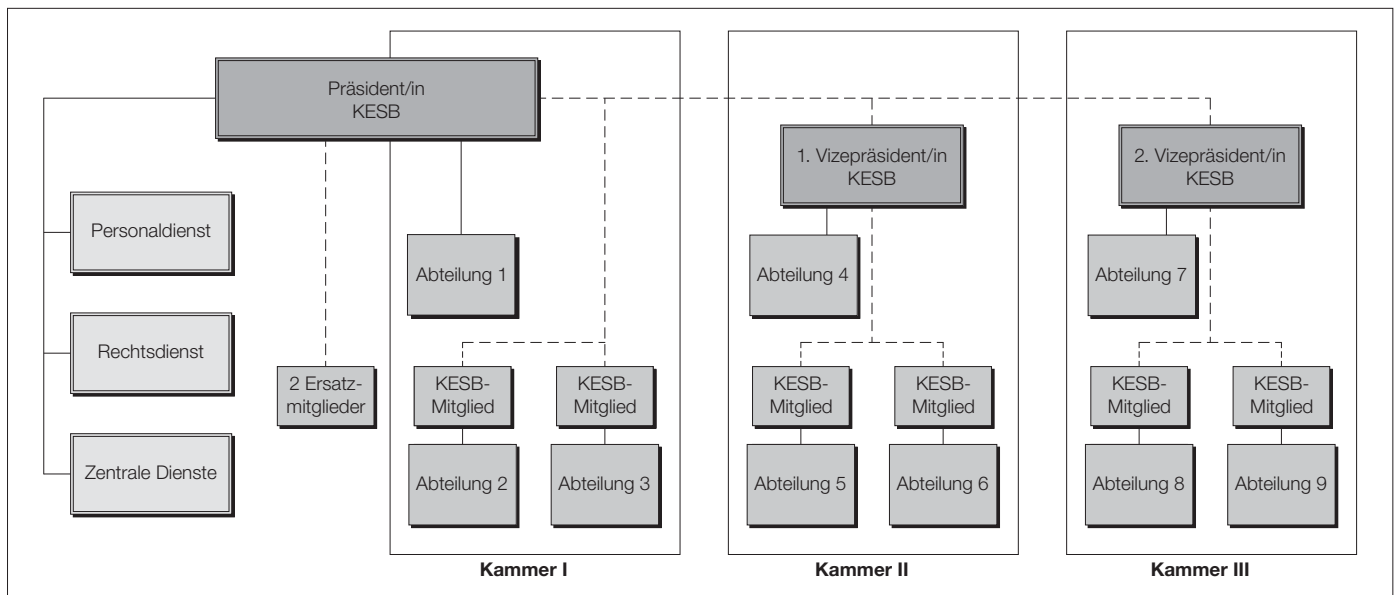 Präsident/in
KESB
1. Vizepräsident/in
KESB
2. Vizepräsident/in
KESB
Personaldienst
Abteilung 1
Abteilung 4
Abteilung 7
Rechtsdienst
2 Ersatz-
mitglieder
KESB-
Mitglied
KESB-
Mitglied
KESB-
Mitglied
KESB-
Mitglied
KESB-
Mitglied
KESB-
Mitglied
Zentrale Dienste
Abteilung 2
Abteilung 3
Abteilung 5
Abteilung 6
Abteilung 8
Abteilung 9
Kammer I
Kammer II
Kammer III